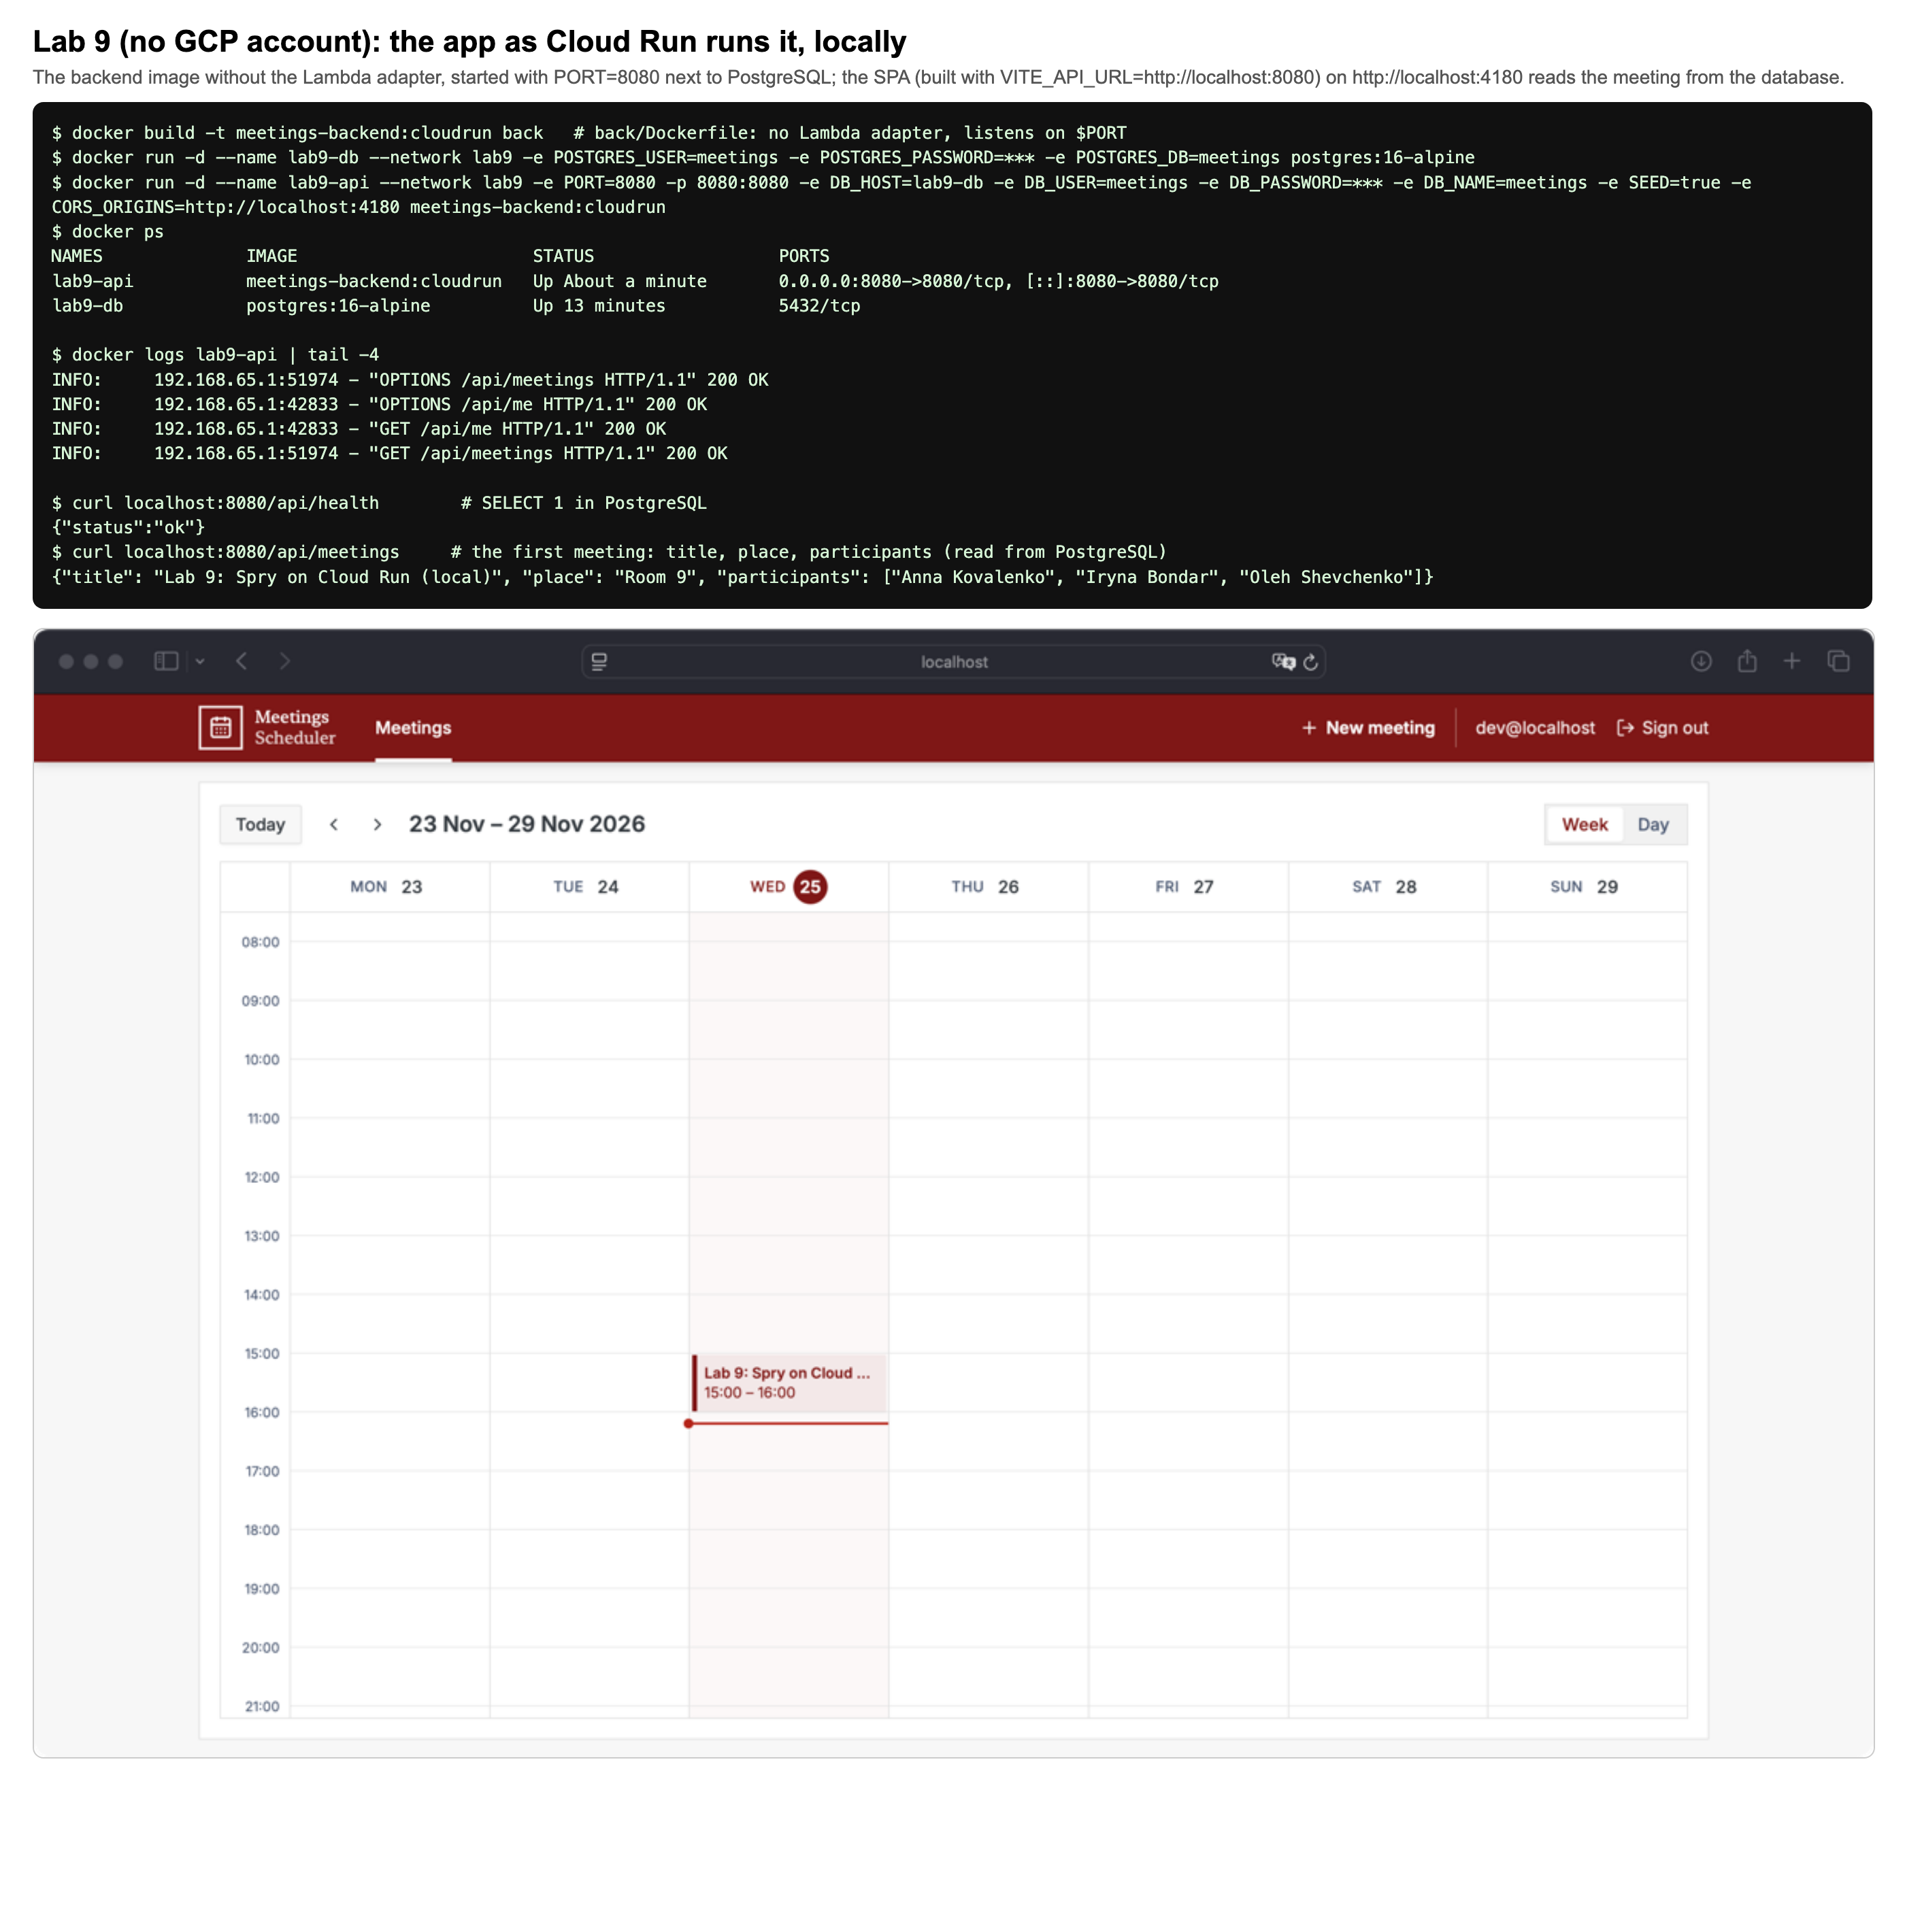 Lab 9 (no GCP account): the app as Cloud Run runs it, locally
The backend image without the Lambda adapter, started with PORT=8080 next to PostgreSQL; the SPA (built with VITE_API_URL=http://localhost:8080) on http://localhost:4180 reads the meeting from the database.
$ docker build -t meetings-backend:cloudrun back   # back/Dockerfile: no Lambda adapter, listens on $PORT
$ docker run -d --name lab9-db --network lab9 -e POSTGRES_USER=meetings -e POSTGRES_PASSWORD=*** -e POSTGRES_DB=meetings postgres:16-alpine
$ docker run -d --name lab9-api --network lab9 -e PORT=8080 -p 8080:8080 -e DB_HOST=lab9-db -e DB_USER=meetings -e DB_PASSWORD=*** -e DB_NAME=meetings -e SEED=true -e
CORS_ORIGINS=http://localhost:4180 meetings-backend:cloudrun
$ docker ps
NAMES              IMAGE                       STATUS                  PORTS
lab9-api           meetings-backend:cloudrun   Up About a minute       0.0.0.0:8080->8080/tcp, [::]:8080->8080/tcp
lab9-db            postgres:16-alpine          Up 13 minutes           5432/tcp
$ docker logs lab9-api | tail -4
INFO:     192.168.65.1:51974 - "OPTIONS /api/meetings HTTP/1.1" 200 OK
INFO:     192.168.65.1:42833 - "OPTIONS /api/me HTTP/1.1" 200 OK
INFO:     192.168.65.1:42833 - "GET /api/me HTTP/1.1" 200 OK
INFO:     192.168.65.1:51974 - "GET /api/meetings HTTP/1.1" 200 OK
$ curl localhost:8080/api/health        # SELECT 1 in PostgreSQL
{"status":"ok"}
$ curl localhost:8080/api/meetings     # the first meeting: title, place, participants (read from PostgreSQL)
{"title": "Lab 9: Spry on Cloud Run (local)", "place": "Room 9", "participants": ["Anna Kovalenko", "Iryna Bondar", "Oleh Shevchenko"]}
localhost
Meetings Scheduler
Meetings
+ New meeting
dev@localhost
Sign out
Today
23 Nov – 29 Nov 2026
Week
Day
MON 23
TUE 24
WED 25
THU 26
FRI 27
SAT 28
SUN 29
08:00
09:00
10:00
11:00
12:00
13:00
14:00
15:00
Lab 9: Spry on Cloud ...
15:00 – 16:00
16:00
17:00
18:00
19:00
20:00
21:00